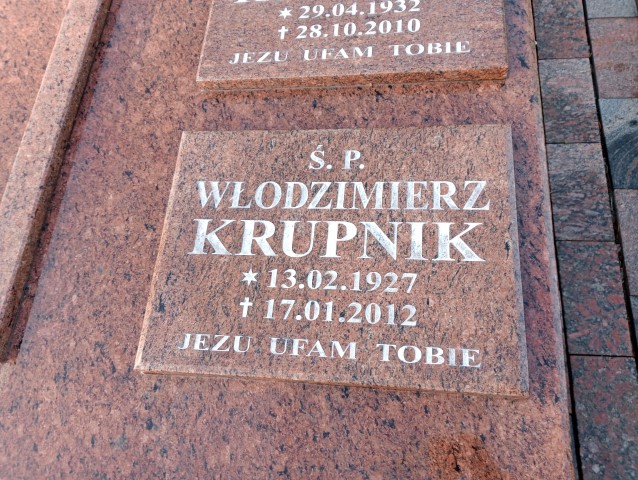 ✶ 29.04.1932
† 28.10.2010
JEZU UFAM TOBIE
Ś. P.
WŁODZIMIERZ
KRUPNIK
✶ 13.02.1927
† 17.01.2012
JEZU UFAM TOBIE